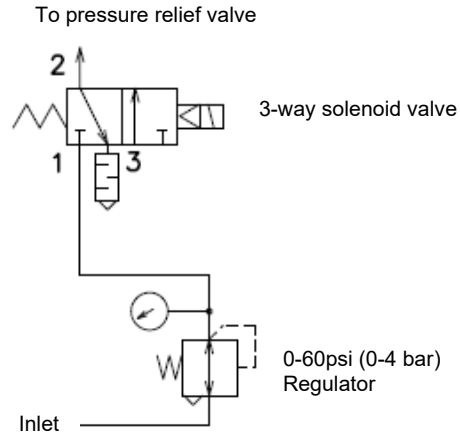 To pressure relief valve
2
3-way solenoid valve
1
3
0-60psi (0-4 bar)
Regulator
Inlet